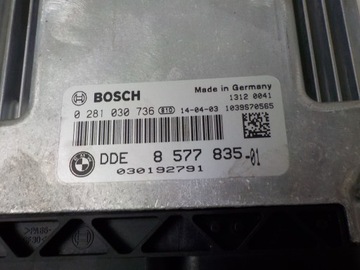 BOSCH
Made in Germany
1312 0041
0 281 030 736 810 14-04-03 1039S70565
DDE 8 577 835-01
030192791